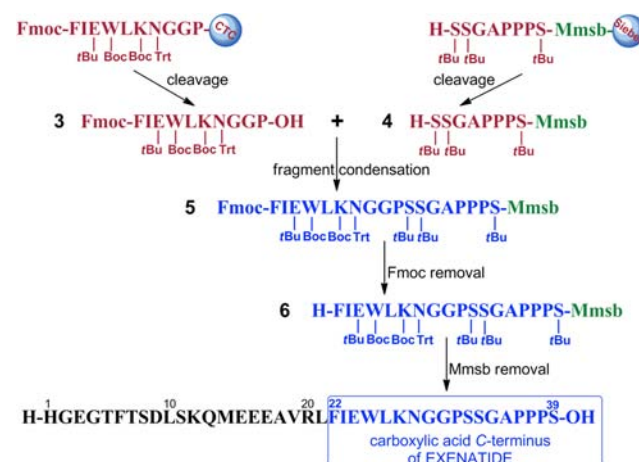 Fmoc-FIEWLKNGGP-CTC
H-SSGAPPPS-Mmsb-Siebe
tBu Boc Boc Trt
tBu tBu tBu
cleavage
cleavage
3 Fmoc-FIEWLKNGGP-OH + 4 H-SSGAPPPS-Mmsb
tBu Boc Boc Trt
tBu tBu tBu
fragment condensation
5 Fmoc-FIEWLKNGGPSSGAPPPS-Mmsb
tBu Boc Boc Trt tBu tBu tBu
Fmoc removal
6 H-FIEWLKNGGPSSGAPPPS-Mmsb
tBu Boc Boc Trt tBu tBu tBu
Mmsb removal
1 10 20 22 39
H-HGEGTFTSDLSKQMEEEAVRLFIEWLKNGGPSSGAPPPS-OH
carboxylic acid C-terminus
of EXENATIDE